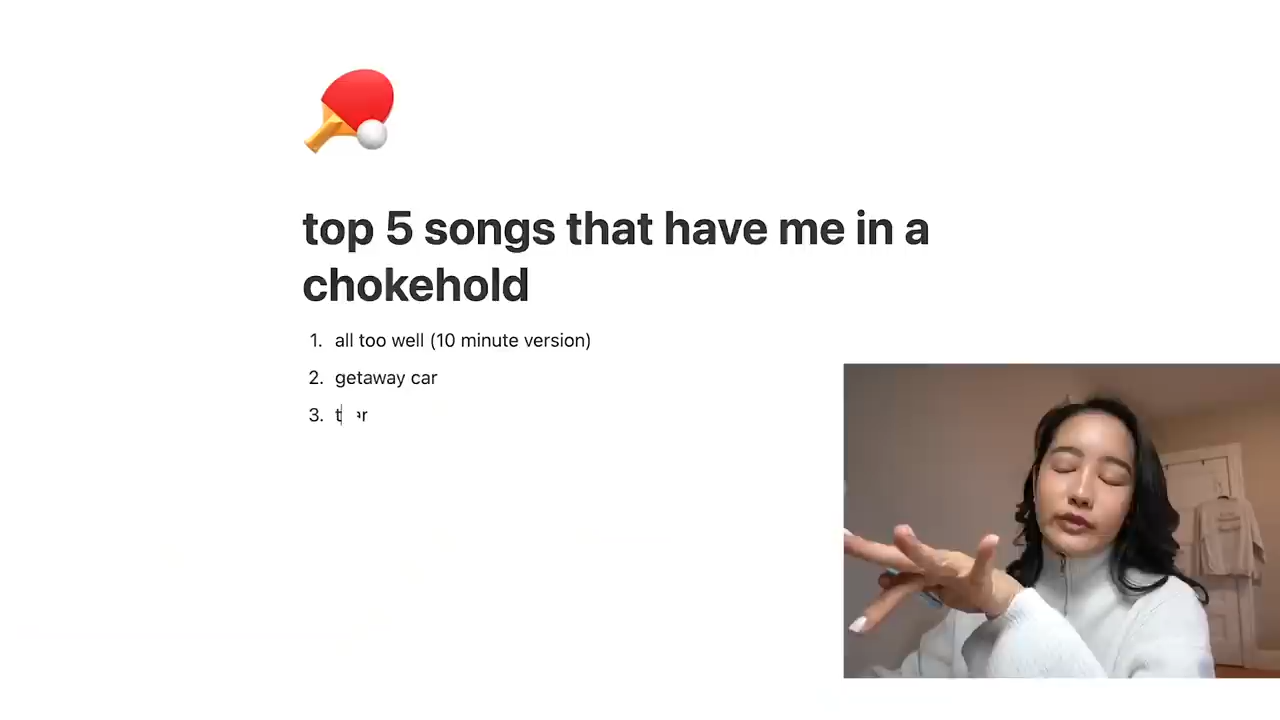 top 5 songs that have me in a
chokehold
1. all too well (10 minute version)
2. getaway car
3. t